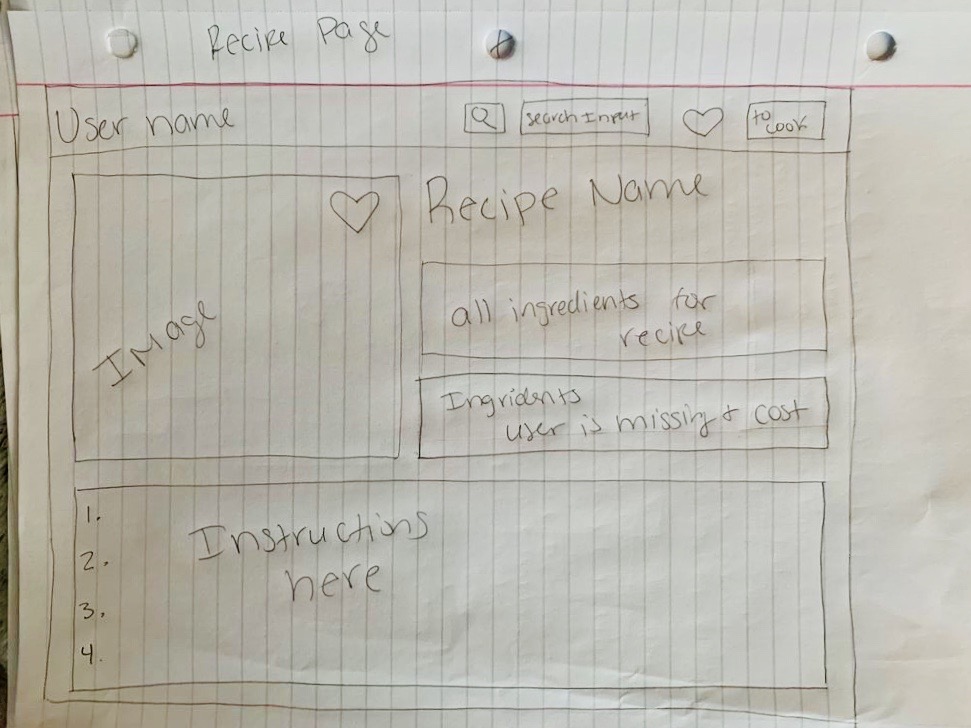 Recipe Page
User name
Search Input
to
cook
Recipe Name
Image
all ingredients for
recipe
Ingridents
user is missing & cost
1.
2.
3.
4.
Instructions
here